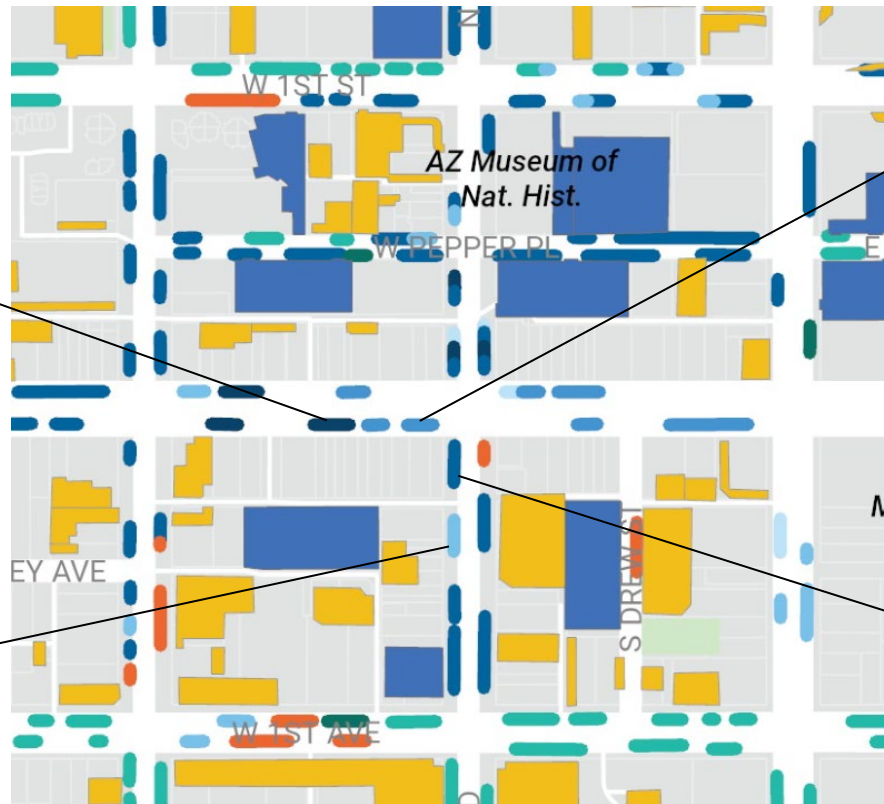 N
W 1ST ST
AZ Museum of
Nat. Hist.
W PEPPER PL
E
M
EY AVE
S DREW ST
W 1ST AVE